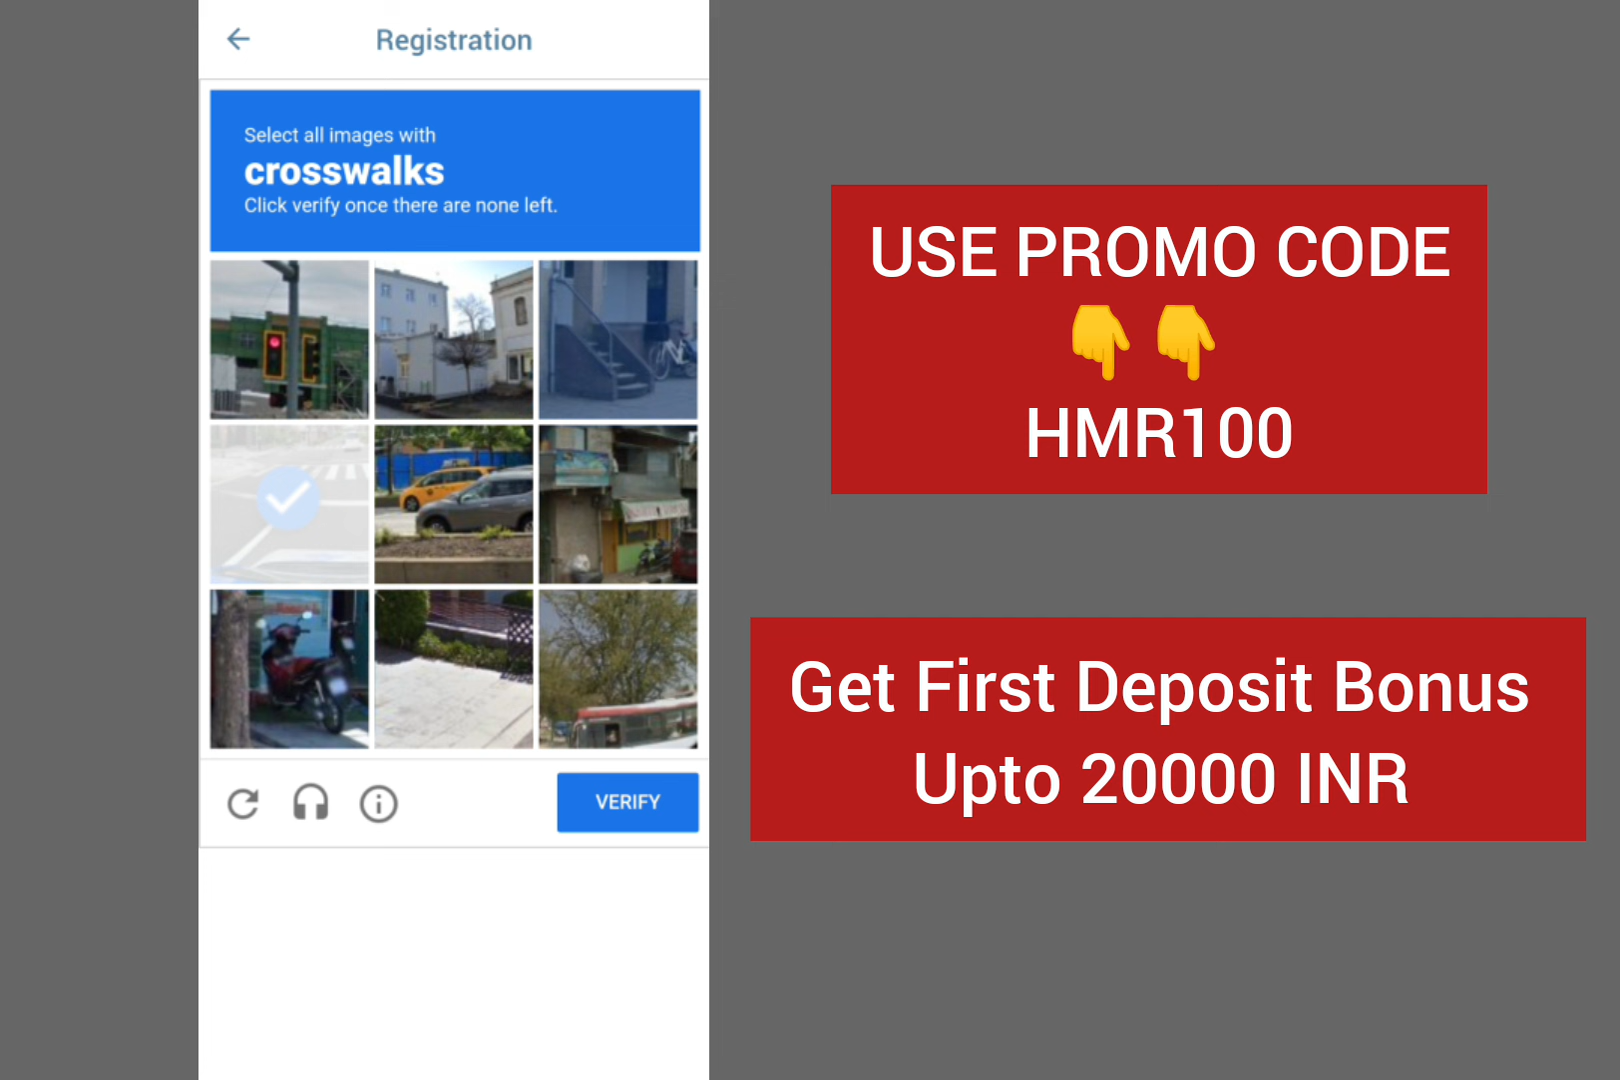 Registration
Select all images with
crosswalks
Click verify once there are none left.
VERIFY
USE PROMO CODE
👇👇
HMR100
Get First Deposit Bonus
Upto 20000 INR